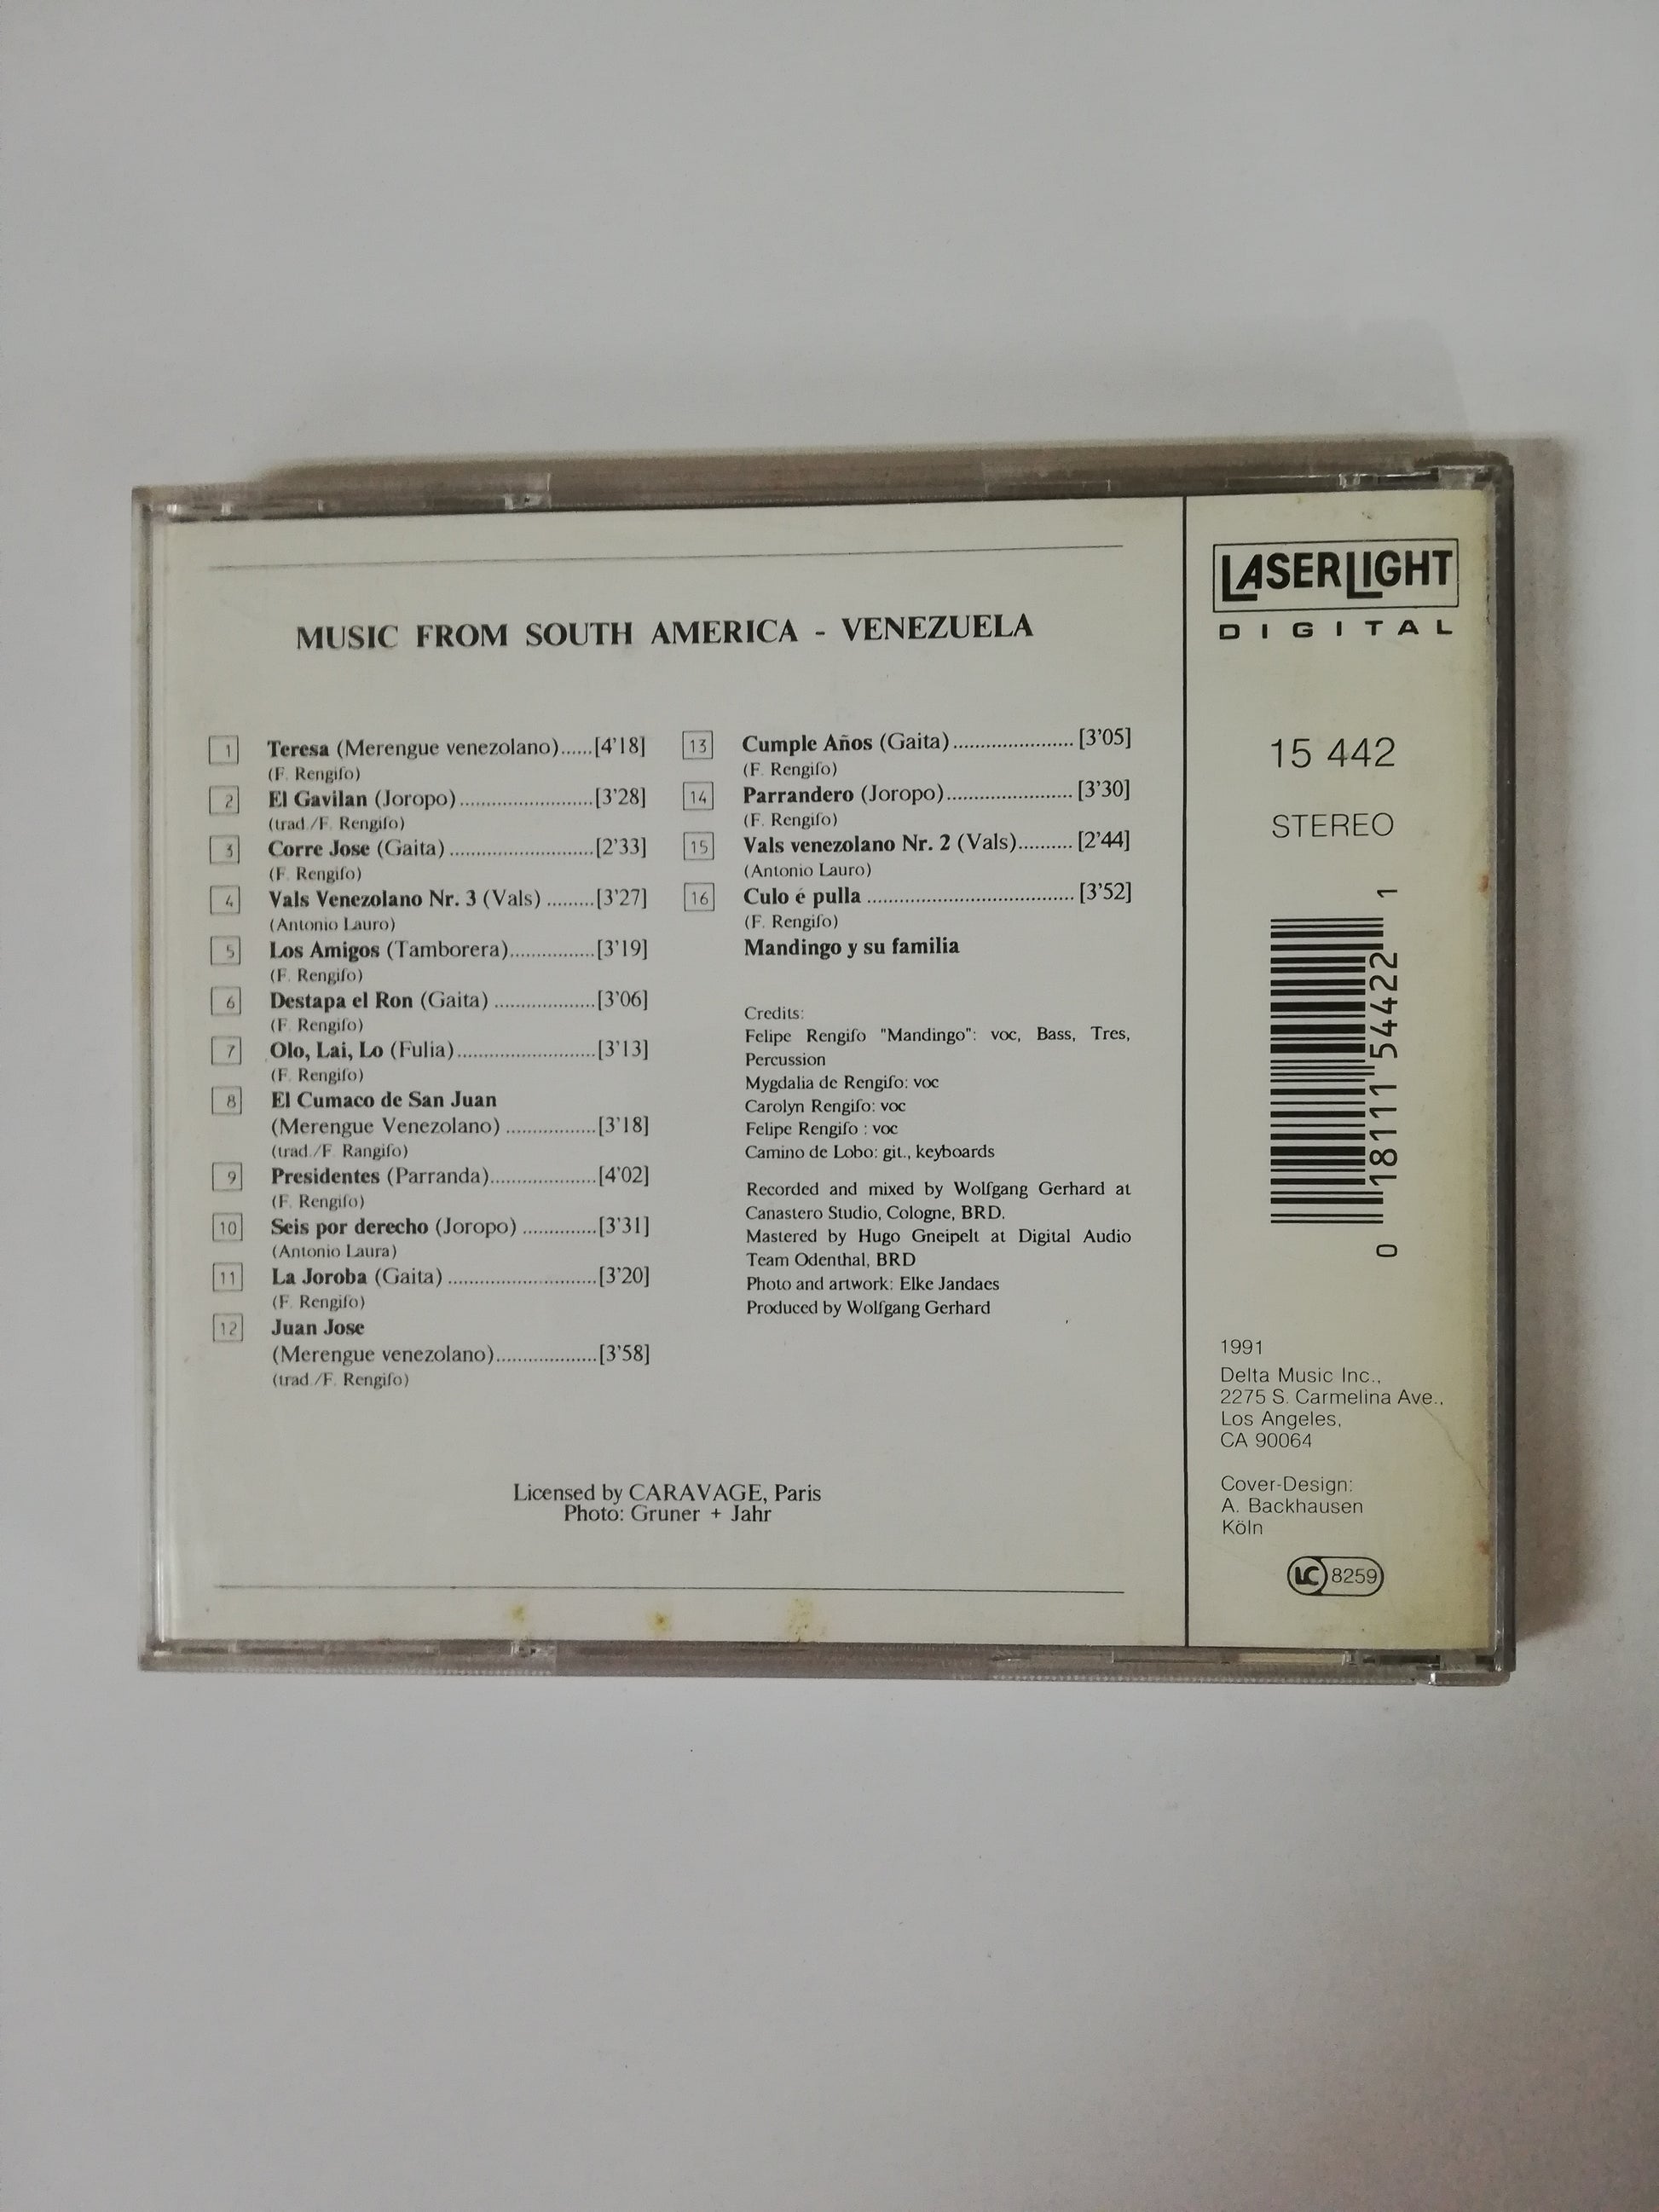 MUSIC FROM SOUTH AMERICA - VENEZUELA
1 Teresa (Merengue venezolano)......[4'18]
(F. Rengifo)
2 El Gavilan (Joropo)........................[3'28]
(trad./F. Rengifo)
3 Corre Jose (Gaita)..........................[2'33]
(F. Rengifo)
4 Vals Venezolano Nr. 3 (Vals).........[3'27]
(Antonio Lauro)
5 Los Amigos (Tamborera)................[3'19]
(F. Rengifo)
6 Destapa el Ron (Gaita)...................[3'06]
(F. Rengifo)
7 Olo, Lai, Lo (Fulia).........................[3'13]
(F. Rengifo)
8 El Cumaco de San Juan
(Merengue Venezolano).................[3'18]
(trad./F. Rangifo)
9 Presidentes (Parranda)...................[4'02]
(F. Rengifo)
10 Seis por derecho (Joropo).............[3'31]
(Antonio Laura)
11 La Joroba (Gaita)...........................[3'20]
(F. Rengifo)
12 Juan Jose
(Merengue venezolano)...................[3'58]
(trad./F. Rengifo)
13 Cumple Años (Gaita)......................[3'05]
(F. Rengifo)
14 Parrandero (Joropo).......................[3'30]
(F. Rengifo)
15 Vals venezolano Nr. 2 (Vals)..........[2'44]
(Antonio Lauro)
16 Culo é pulla......................................[3'52]
(F. Rengifo)
Mandingo y su familia
Credits:
Felipe Rengifo "Mandingo": voc, Bass, Tres,
Percussion
Mygdalia de Rengifo: voc
Carolyn Rengifo: voc
Felipe Rengifo : voc
Camino de Lobo: git., keyboards
Recorded and mixed by Wolfgang Gerhard at
Canastero Studio, Cologne, BRD.
Mastered by Hugo Gneipelt at Digital Audio
Team Odenthal, BRD
Photo and artwork: Elke Jandaes
Produced by Wolfgang Gerhard
Licensed by CARAVAGE, Paris
Photo: Gruner + Jahr
LASERLIGHT
DIGITAL
15 442
STEREO
0 18111 54422 1
1991
Delta Music Inc.,
2275 S. Carmelina Ave.,
Los Angeles,
CA 90064
Cover-Design:
A. Backhausen
Köln
LC 8259